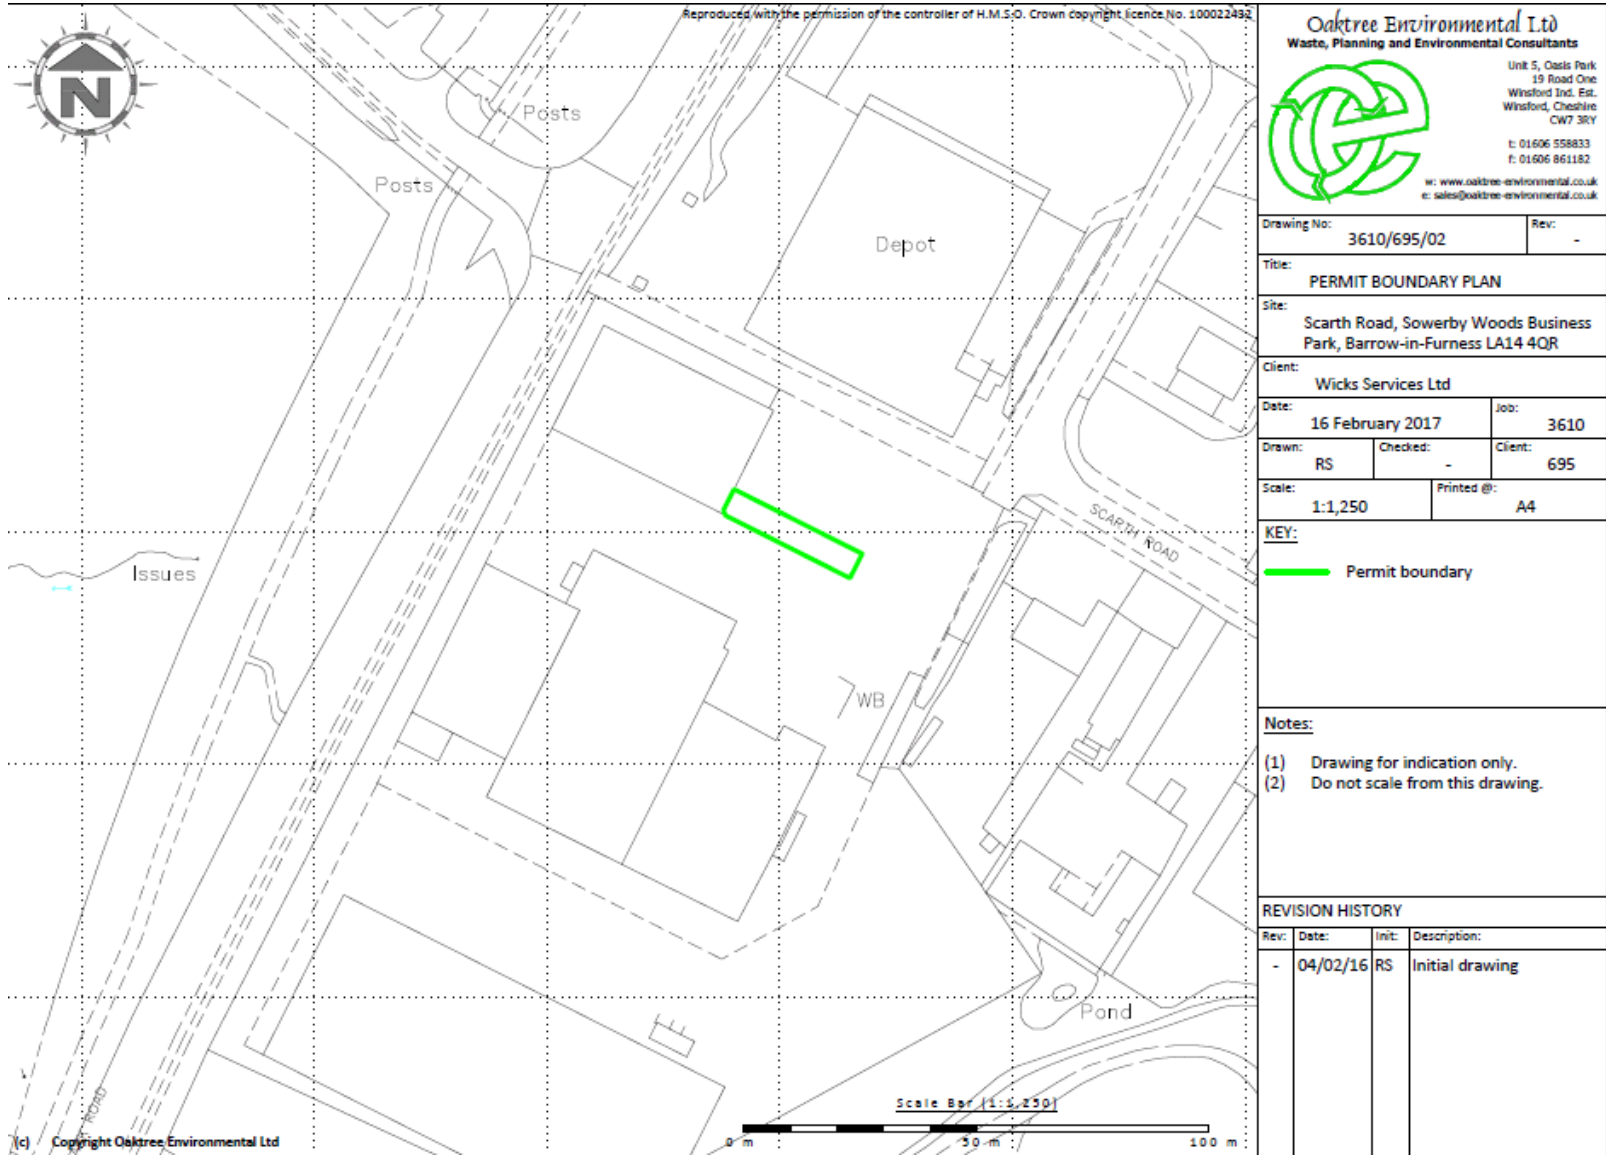 Reproduced with the permission of the controller of H.M.S.O. Crown copyright licence No. 100022432
N
Posts
Posts
Depot
SCARTH ROAD
Issues
WB
Pond
ROAD
Scale Bar (1:1,250)
0 m 50 m 100 m
(c) Copyright Oaktree Environmental Ltd
Oaktree Environmental Ltd
Waste, Planning and Environmental Consultants
Unit 5, Oasis Park
19 Road One
Winsford Ind. Est.
Winsford, Cheshire
CW7 3RY
t: 01606 558833
f: 01606 861182
w: www.oaktree-environmental.co.uk
e: sales@oaktree-environmental.co.uk
Drawing No: 3610/695/02 Rev: -
Title:
PERMIT BOUNDARY PLAN
Site:
Scarth Road, Sowerby Woods Business
Park, Barrow-in-Furness LA14 4QR
Client:
Wicks Services Ltd
Date: 16 February 2017 Job: 3610
Drawn: RS Checked: - Client: 695
Scale: 1:1,250 Printed @: A4
KEY:
Permit boundary
Notes:
(1) Drawing for indication only.
(2) Do not scale from this drawing.
REVISION HISTORY
Rev: Date: Init: Description:
- 04/02/16 RS Initial drawing